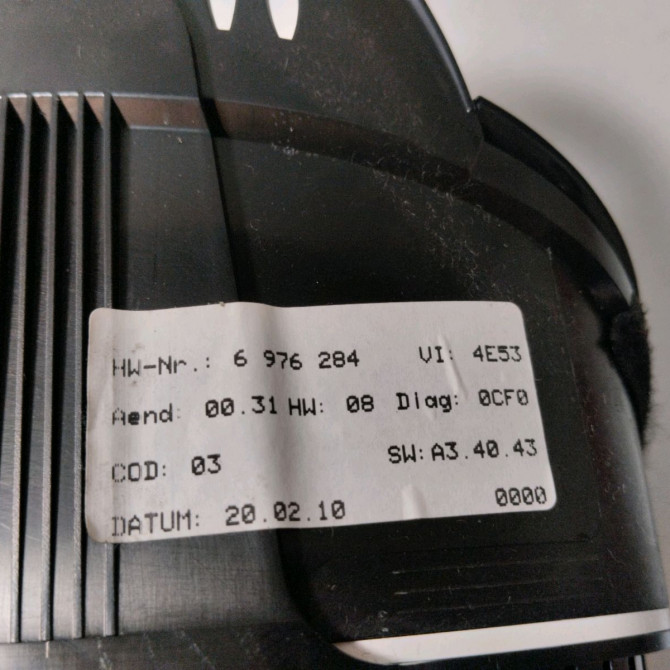 HW-Nr.: 6 976 284 VI: 4E53
Aend: 00.31 HW: 08 Diag: 0CF0
COD: 03 SW:A3.40.43
DATUM: 20.02.10 0000